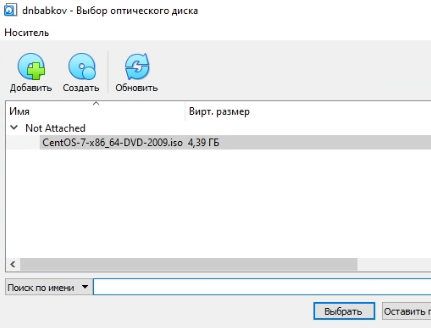 dnbabkov - Выбор оптического диска
Носитель
Добавить Создать Обновить
Имя Вирт. размер
Not Attached
CentOS-7-x86_64-DVD-2009.iso 4,39 ГБ
Поиск по имени
Выбрать Оставить